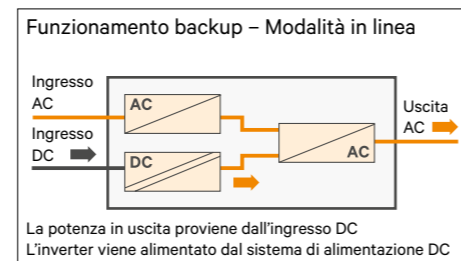 Funzionamento backup – Modalità in linea
Ingresso
AC
AC
Ingresso
DC
DC
AC
Uscita
AC
La potenza in uscita proviene dall'ingresso DC
L'inverter viene alimentato dal sistema di alimentazione DC